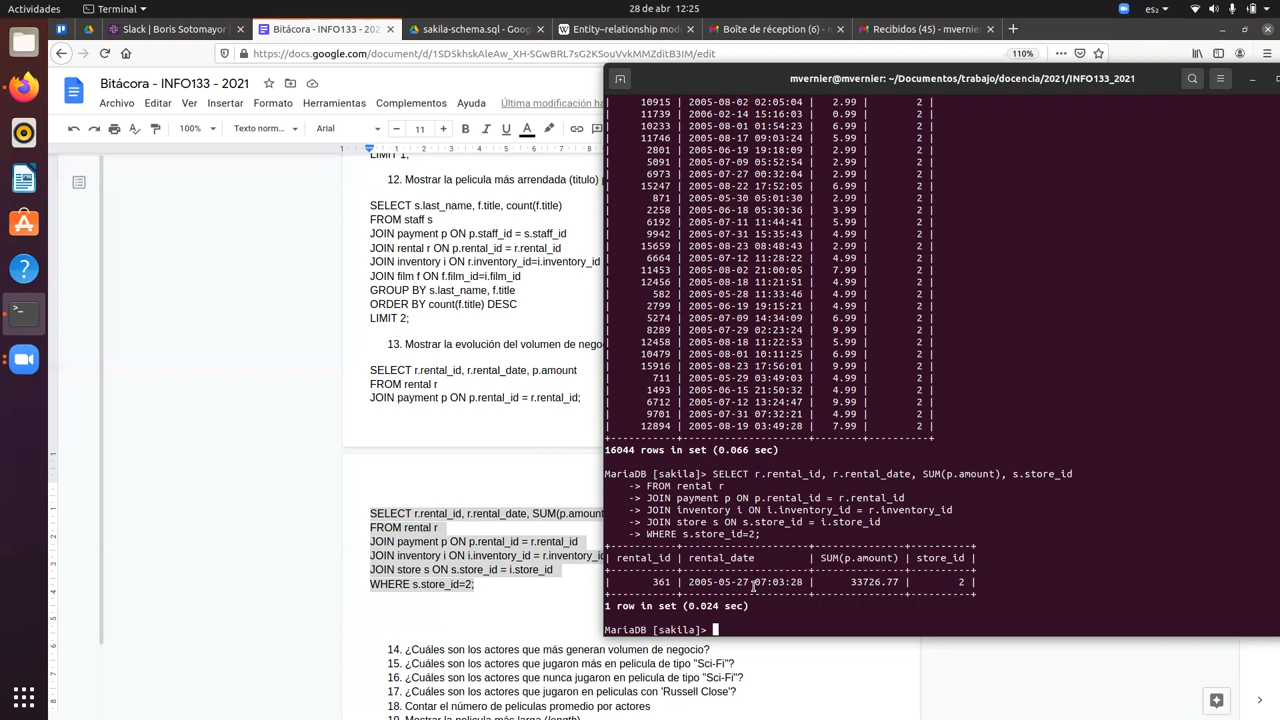 Actividades
Terminal
28 de abr 12:25
es₂
Slack | Boris Sotomayor
Bitácora - INFO133 - 202
sakila-schema.sql - Goog
Entity–relationship mode
Boîte de réception (6) - m
Recibidos (45) - mvernie
https://docs.google.com/document/d/1SD5khskAleAw_XH-SGwBRL7sG2KSouVvkMMZditB3IM/edit
110%
Bitácora - INFO133 - 2021
Archivo Editar Ver Insertar Formato Herramientas Complementos Ayuda Última modificació
100% Texto norm... Arial 11
LIMIT 1;
12. Mostrar la pelicula más arrendada (titulo)
SELECT s.last_name, f.title, count(f.title)
FROM staff s
JOIN payment p ON p.staff_id = s.staff_id
JOIN rental r ON p.rental_id = r.rental_id
JOIN inventory i ON r.inventory_id=i.inventory_id
JOIN film f ON f.film_id=i.film_id
GROUP BY s.last_name, f.title
ORDER BY count(f.title) DESC
LIMIT 2;
13. Mostrar la evolución del volumen de nego
SELECT r.rental_id, r.rental_date, p.amount
FROM rental r
JOIN payment p ON p.rental_id = r.rental_id;
SELECT r.rental_id, r.rental_date, SUM(p.amount
FROM rental r
JOIN payment p ON p.rental_id = r.rental_id
JOIN inventory i ON i.inventory_id = r.inventory_id
JOIN store s ON s.store_id = i.store_id
WHERE s.store_id=2;
14. ¿Cuáles son los actores que más generan volumen de negocio?
15. ¿Cuáles son los actores que jugaron más en pelicula de tipo "Sci-Fi"?
16. ¿Cuáles son los actores que nunca jugaron en pelicula de tipo "Sci-Fi"?
17. ¿Cuáles son los actores que jugaron en peliculas con 'Russell Close'?
18. Contar el número de peliculas promedio por actores
19. Mostrar la pelicula más larga (length)
mvernier@mvernier: ~/Documentos/trabajo/docencia/2021/INFO133_2021
| 10915 | 2005-08-02 02:05:04 | 2.99 | 2 |
| 11739 | 2006-02-14 15:16:03 | 0.99 | 2 |
| 10233 | 2005-08-01 01:54:23 | 6.99 | 2 |
| 11746 | 2005-08-17 09:03:24 | 5.99 | 2 |
| 2801 | 2005-06-19 19:18:09 | 2.99 | 2 |
| 5091 | 2005-07-09 05:52:54 | 2.99 | 2 |
| 6973 | 2005-07-27 00:32:04 | 2.99 | 2 |
| 15247 | 2005-08-22 17:52:05 | 6.99 | 2 |
| 871 | 2005-05-30 05:01:30 | 2.99 | 2 |
| 2258 | 2005-06-18 05:30:36 | 3.99 | 2 |
| 6192 | 2005-07-11 11:44:41 | 5.99 | 2 |
| 9942 | 2005-07-31 15:35:43 | 4.99 | 2 |
| 15659 | 2005-08-23 08:48:43 | 2.99 | 2 |
| 6664 | 2005-07-12 11:28:22 | 4.99 | 2 |
| 11453 | 2005-08-02 21:00:05 | 7.99 | 2 |
| 12456 | 2005-08-18 11:21:51 | 4.99 | 2 |
| 582 | 2005-05-28 11:33:46 | 4.99 | 2 |
| 2799 | 2005-06-19 19:15:21 | 4.99 | 2 |
| 5274 | 2005-07-09 14:34:09 | 6.99 | 2 |
| 8289 | 2005-07-29 02:23:24 | 9.99 | 2 |
| 12458 | 2005-08-18 11:22:53 | 5.99 | 2 |
| 10479 | 2005-08-01 10:11:25 | 6.99 | 2 |
| 15916 | 2005-08-23 17:56:01 | 9.99 | 2 |
| 711 | 2005-05-29 03:49:03 | 4.99 | 2 |
| 1493 | 2005-06-15 21:50:32 | 4.99 | 2 |
| 6712 | 2005-07-12 13:24:47 | 9.99 | 2 |
| 9701 | 2005-07-31 07:32:21 | 4.99 | 2 |
| 12894 | 2005-08-19 03:49:28 | 7.99 | 2 |
16044 rows in set (0.066 sec)
MariaDB [sakila]> SELECT r.rental_id, r.rental_date, SUM(p.amount), s.store_id
-> FROM rental r
-> JOIN payment p ON p.rental_id = r.rental_id
-> JOIN inventory i ON i.inventory_id = r.inventory_id
-> JOIN store s ON s.store_id = i.store_id
-> WHERE s.store_id=2;
| rental_id | rental_date | SUM(p.amount) | store_id |
| 361 | 2005-05-27 07:03:28 | 33726.77 | 2 |
1 row in set (0.024 sec)
MariaDB [sakila]>